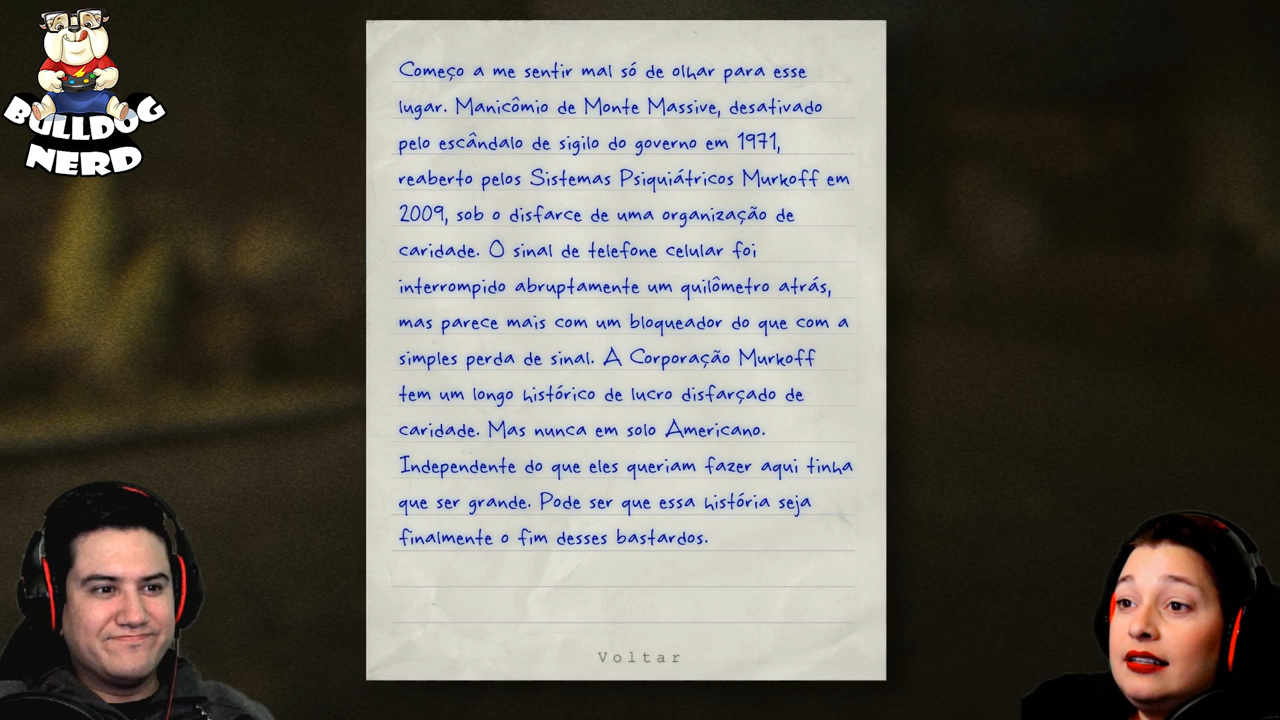 BULLDOG
NERD
Começo a me sentir mal só de olhar para esse
lugar. Manicômio de Monte Massive, desativado
pelo escândalo de sigilo do governo em 1971,
reaberto pelos Sistemas Psiquiátricos Murkoff em
2009, sob o disfarce de uma organização de
caridade. O sinal de telefone celular foi
interrompido abruptamente um quilômetro atrás,
mas parece mais com um bloqueador do que com a
simples perda de sinal. A Corporação Murkoff
tem um longo histórico de lucro disfarçado de
caridade. Mas nunca em solo Americano.
Independente do que eles queriam fazer aqui tinha
que ser grande. Pode ser que essa história seja
finalmente o fim desses bastardos.
Voltar